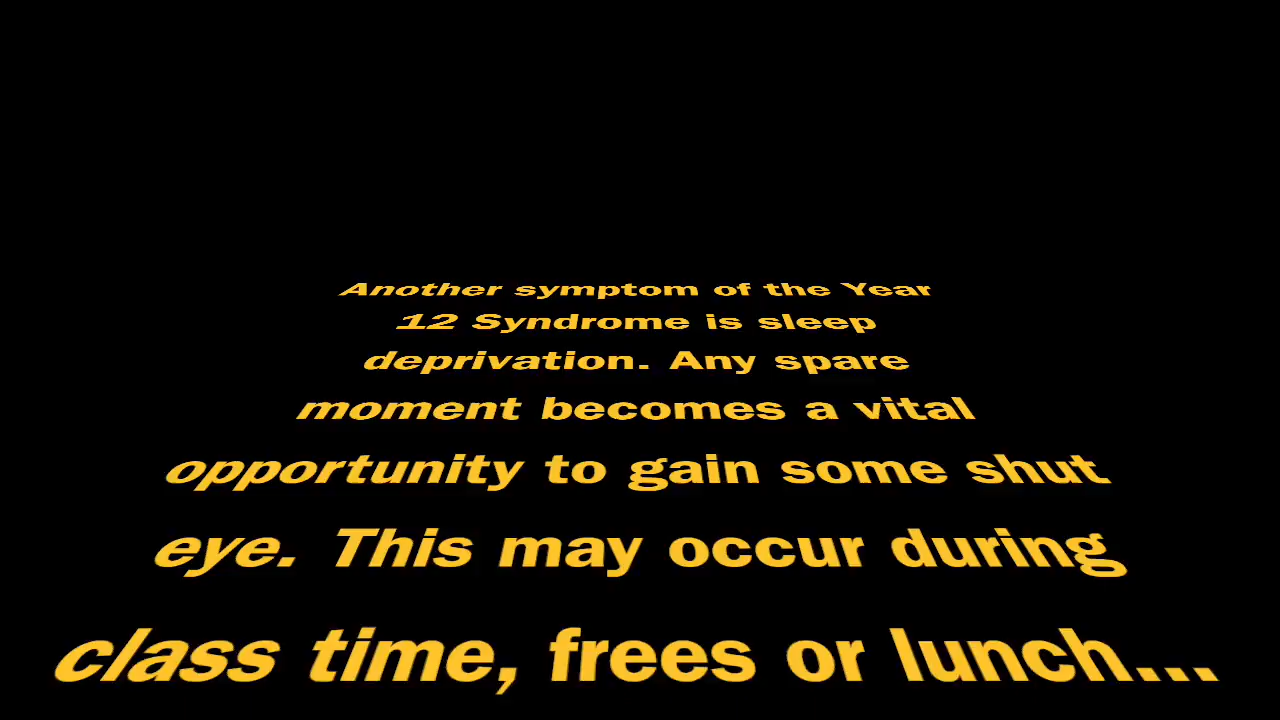 Another symptom of the Year
12 Syndrome is sleep
deprivation. Any spare
moment becomes a vital
opportunity to gain some shut
eye. This may occur during
class time, frees or lunch...